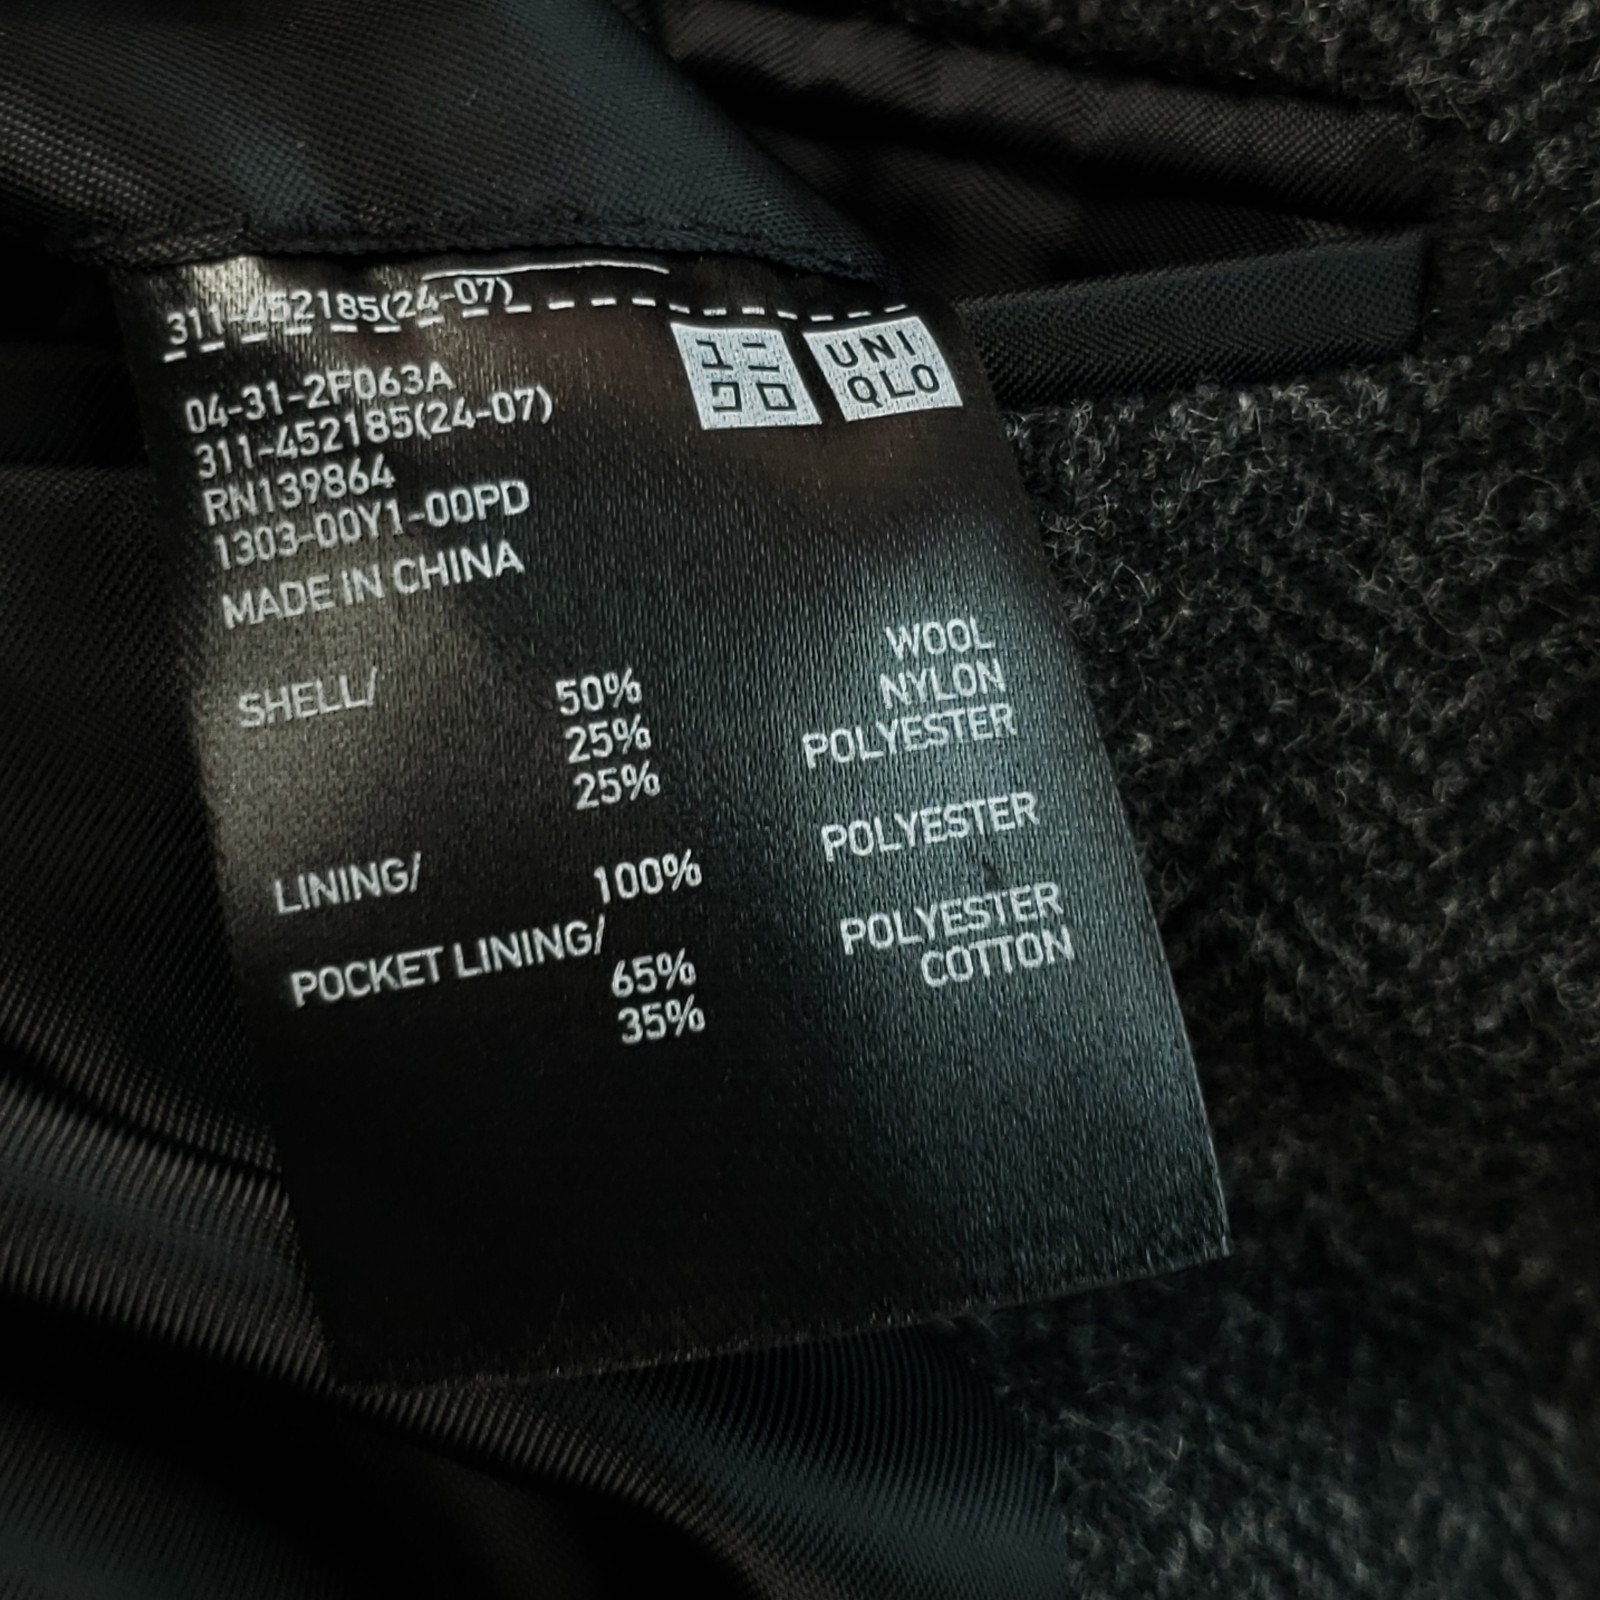 311-452185(24-07)
ユニ
クロ
UNI
QLO
04-31-2F063A
311-452185(24-07)
RN139864
1303-00Y1-00PD
MADE IN CHINA
SHELL/ 50% WOOL
25% NYLON
25% POLYESTER
LINING/ 100% POLYESTER
POCKET LINING/
65% POLYESTER
35% COTTON